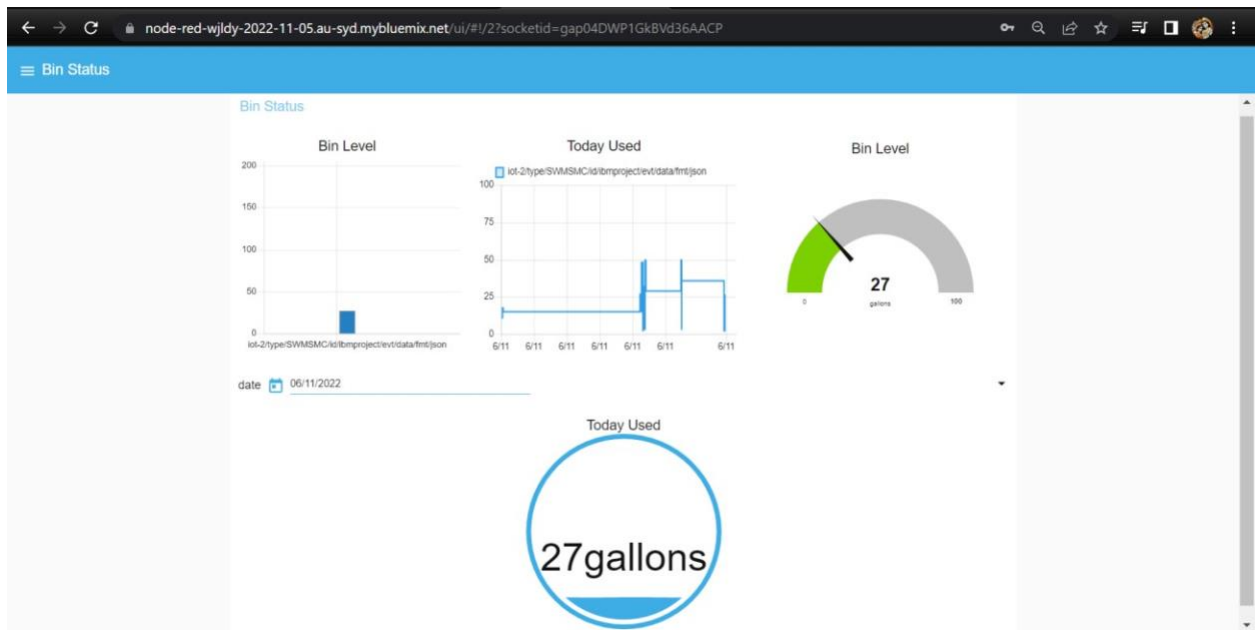 node-red-wjldy-2022-11-05.au-syd.mybluemix.net/ui/#!/2?socketid=gap04DWP1GkBVd36AACP
Bin Status
Bin Status
Bin Level
200
150
100
50
0
iot-2/type/SWMSMC/id/ibmproject/evt/data/fmt/json
Today Used
iot-2/type/SWMSMC/id/ibmproject/evt/data/fmt/json
100
75
50
25
0
6/11 6/11 6/11 6/11 6/11 6/11 6/11
Bin Level
27
gallons
0 100
date 06/11/2022
Today Used
27gallons